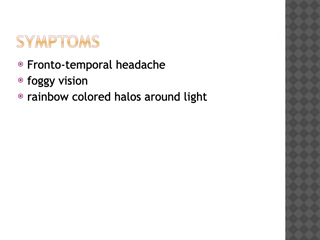 SYMPTOMS
Fronto-temporal headache
foggy vision
rainbow colored halos around light